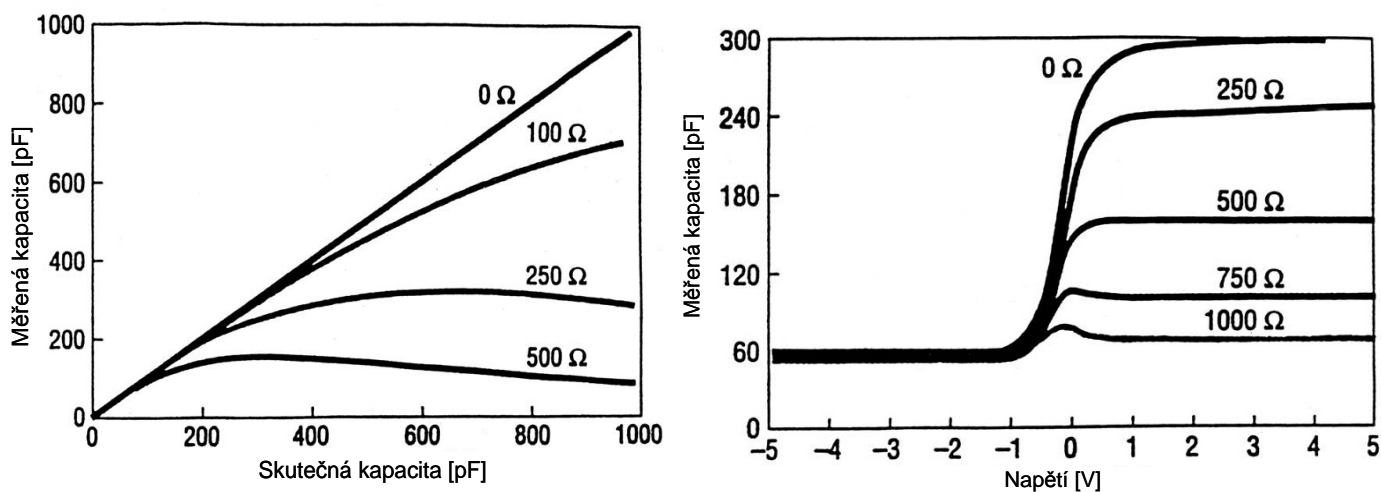 1000
800
600
400
200
0
Měřená kapacita [pF]
0 Ω
100 Ω
250 Ω
500 Ω
0 200 400 600 800 1000
Skutečná kapacita [pF]
300
240
180
120
60
0
Měřená kapacita [pF]
0 Ω
250 Ω
500 Ω
750 Ω
1000 Ω
–5 –4 –3 –2 –1 0 1 2 3 4 5
Napětí [V]